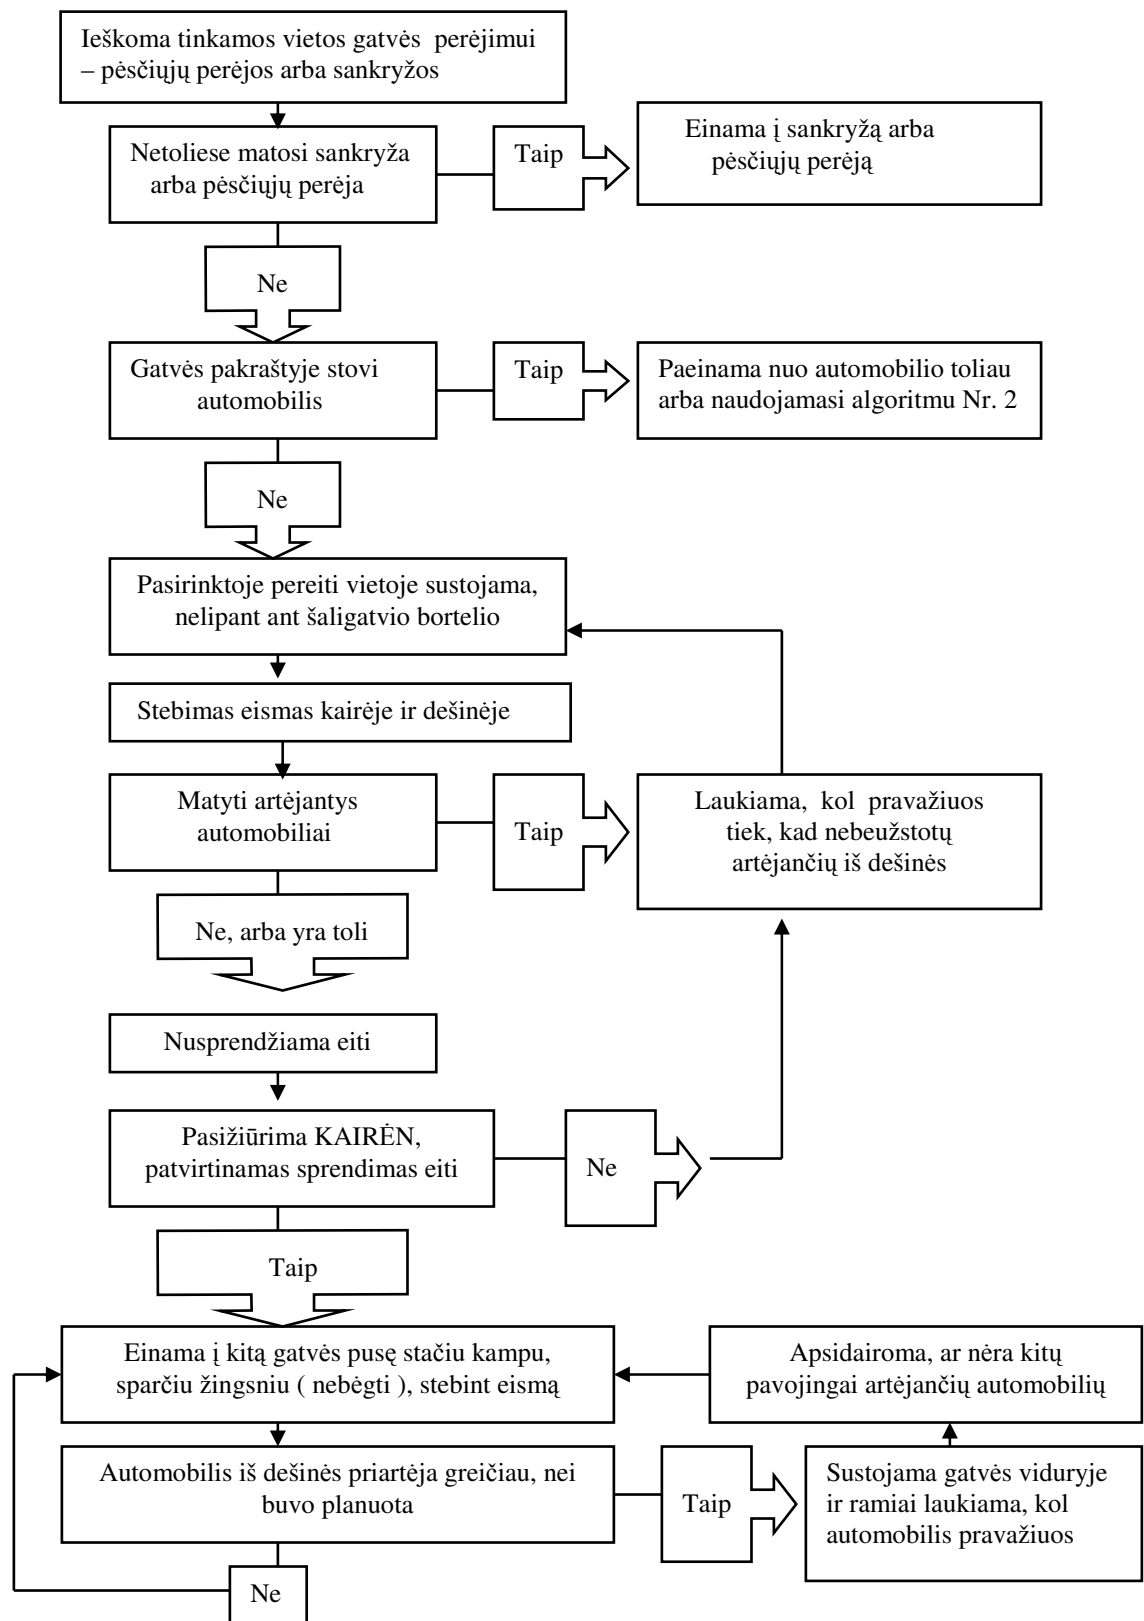 Ieškoma tinkamos vietos gatvės perėjimui
– pėsčiųjų perėjos arba sankryžos
Netoliese matosi sankryža
arba pėsčiųjų perėja
Taip
Einama į sankryžą arba
pėsčiųjų perėją
Ne
Gatvės pakraštyje stovi
automobilis
Taip
Paeinama nuo automobilio toliau
arba naudojamasi algoritmu Nr. 2
Ne
Pasirinktoje pereiti vietoje sustojama,
nelipant ant šaligatvio bortelio
Stebimas eismas kairėje ir dešinėje
Matyti artėjantys
automobiliai
Taip
Laukiama, kol pravažiuos
tiek, kad nebeužstotų
artėjančių iš dešinės
Ne, arba yra toli
Nusprendžiama eiti
Pasižiūrima KAIRĖN,
patvirtinamas sprendimas eiti
Ne
Taip
Einama į kitą gatvės pusę stačiu kampu,
sparčiu žingsniu ( nebėgti ), stebint eismą
Apsidairoma, ar nėra kitų
pavojingai artėjančių automobilių
Automobilis iš dešinės priartėja greičiau, nei
buvo planuota
Taip
Sustojama gatvės viduryje
ir ramiai laukiama, kol
automobilis pravažiuos
Ne